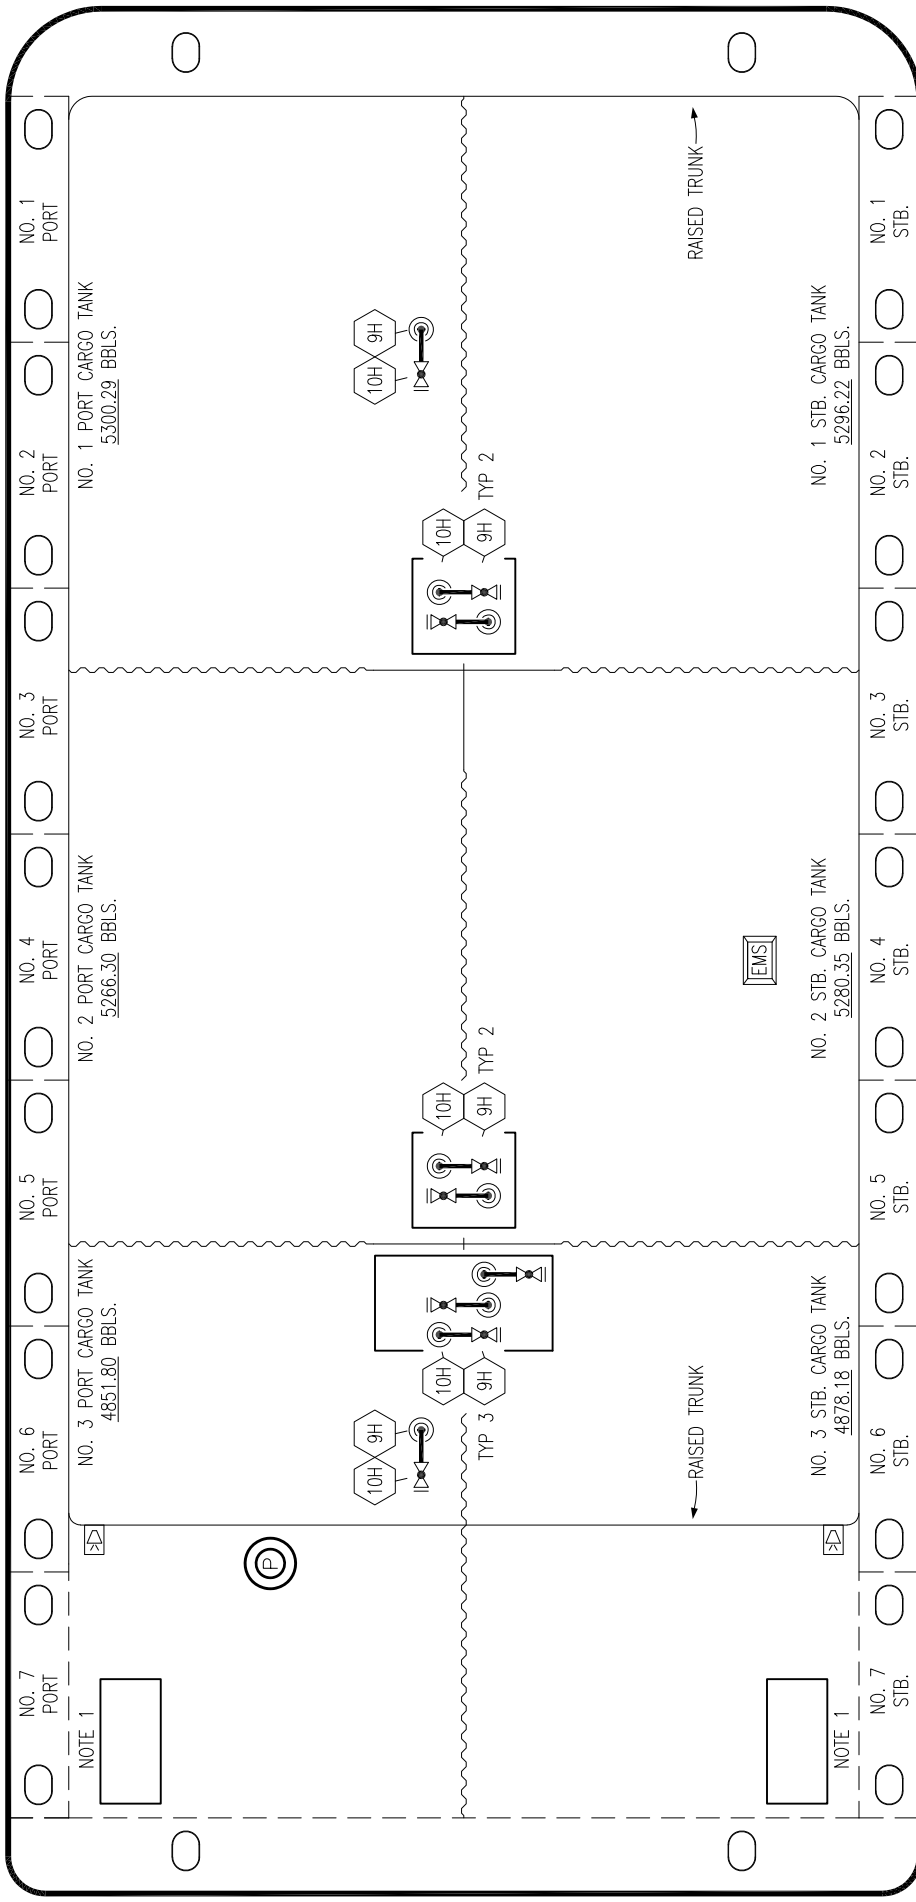 NO. 1
PORT
NO. 2
PORT
NO. 3
PORT
NO. 4
PORT
NO. 5
PORT
NO. 6
PORT
NO. 7
PORT
NO. 1 PORT CARGO TANK
5300.29 BBLS.
NO. 2 PORT CARGO TANK
5266.30 BBLS.
NO. 3 PORT CARGO TANK
4851.80 BBLS.
NOTE 1
P
10H
9H
10H
9H
TYP 2
10H
9H
TYP 2
10H
9H
TYP 3
10H
9H
RAISED TRUNK
RAISED TRUNK
EMS
NO. 1 STB. CARGO TANK
5296.22 BBLS.
NO. 2 STB. CARGO TANK
5280.35 BBLS.
NO. 3 STB. CARGO TANK
4878.18 BBLS.
NOTE 1
NO. 1
STB.
NO. 2
STB.
NO. 3
STB.
NO. 4
STB.
NO. 5
STB.
NO. 6
STB.
NO. 7
STB.